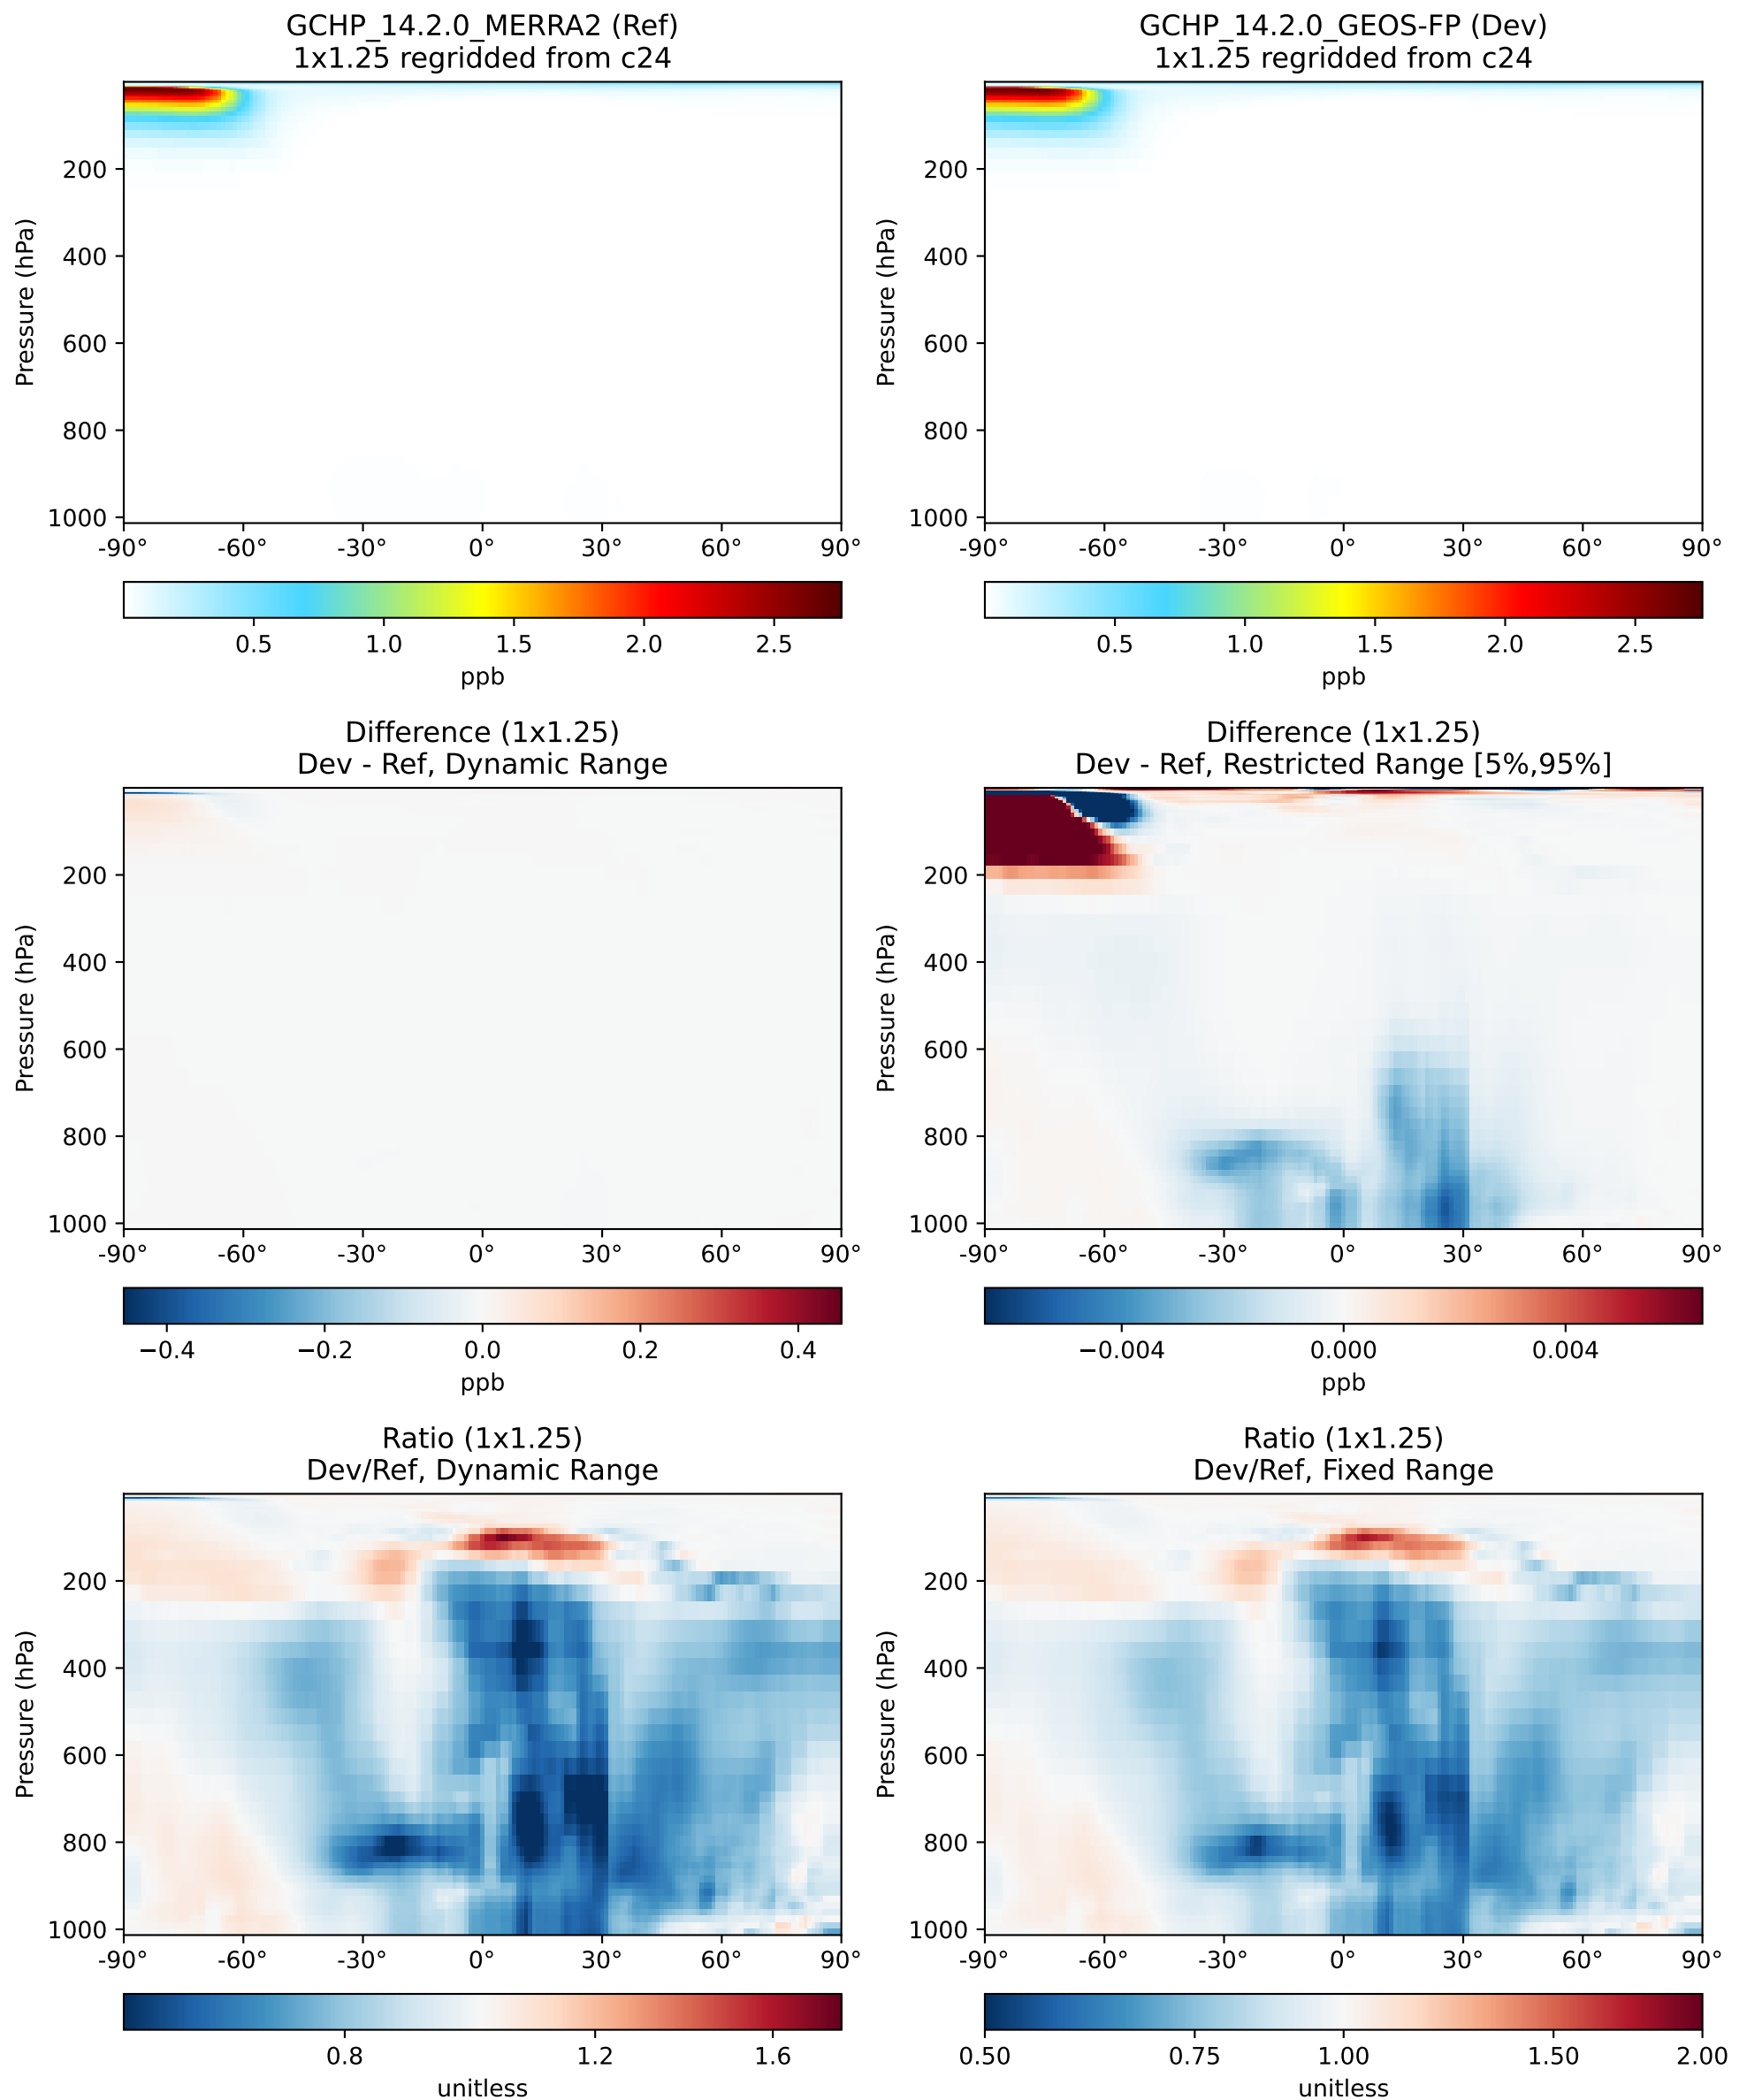 GCHP_14.2.0_MERRA2 (Ref)
1x1.25 regridded from c24
Pressure (hPa)
200
400
600
800
1000
-90° -60° -30° 0° 30° 60° 90°
0.5 1.0 1.5 2.0 2.5
ppb
GCHP_14.2.0_GEOS-FP (Dev)
1x1.25 regridded from c24
Pressure (hPa)
200
400
600
800
1000
-90° -60° -30° 0° 30° 60° 90°
0.5 1.0 1.5 2.0 2.5
ppb
Difference (1x1.25)
Dev - Ref, Dynamic Range
Pressure (hPa)
200
400
600
800
1000
-90° -60° -30° 0° 30° 60° 90°
−0.4 −0.2 0.0 0.2 0.4
ppb
Difference (1x1.25)
Dev - Ref, Restricted Range [5%,95%]
Pressure (hPa)
200
400
600
800
1000
-90° -60° -30° 0° 30° 60° 90°
−0.004 0.000 0.004
ppb
Ratio (1x1.25)
Dev/Ref, Dynamic Range
Pressure (hPa)
200
400
600
800
1000
-90° -60° -30° 0° 30° 60° 90°
0.8 1.2 1.6
unitless
Ratio (1x1.25)
Dev/Ref, Fixed Range
Pressure (hPa)
200
400
600
800
1000
-90° -60° -30° 0° 30° 60° 90°
0.50 0.75 1.00 1.50 2.00
unitless